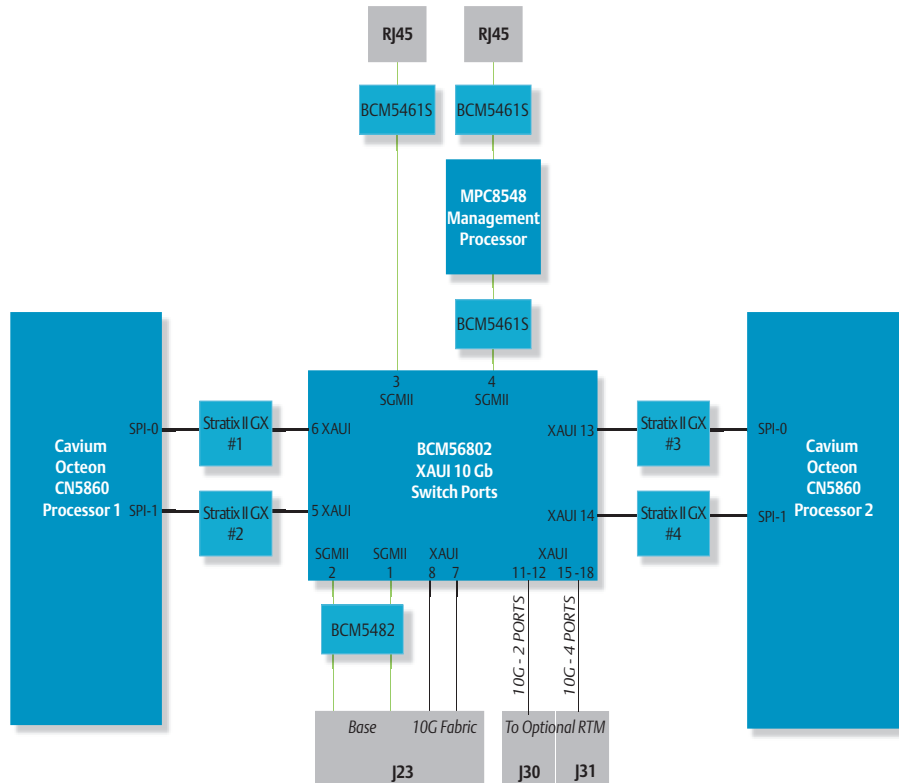 RJ45
RJ45
BCM5461S
BCM5461S
MPC8548
Management
Processor
BCM5461S
3
SGMII
4
SGMII
Cavium
Octeon
CN5860
Processor 1
SPI-0
SPI-1
Stratix II GX
#1
Stratix II GX
#2
6 XAUI
5 XAUI
BCM56802
XAUI 10 Gb
Switch Ports
XAUI 13
XAUI 14
Stratix II GX
#3
Stratix II GX
#4
SPI-0
SPI-1
Cavium
Octeon
CN5860
Processor 2
SGMII
2
SGMII
1
XAUI
8 7
XAUI
11-12 15 -18
BCM5482
10G - 2 PORTS
10G - 4 PORTS
Base
10G Fabric
J23
To Optional RTM
J30
J31